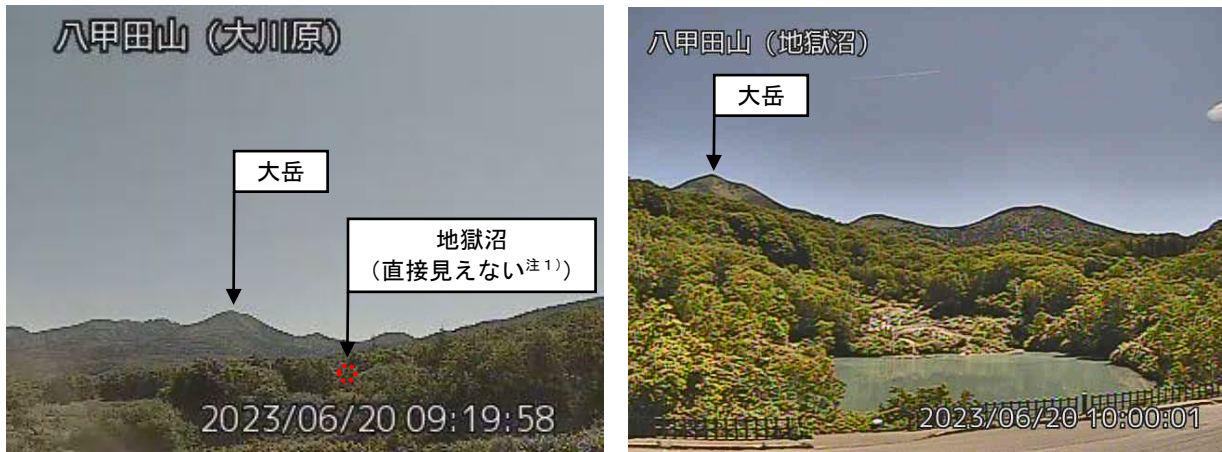 八甲田山（大川原）
大岳
地獄沼
（直接見えない注1)）
2023/06/20 09:19:58
八甲田山（地獄沼）
大岳
2023/06/20 10:00:01